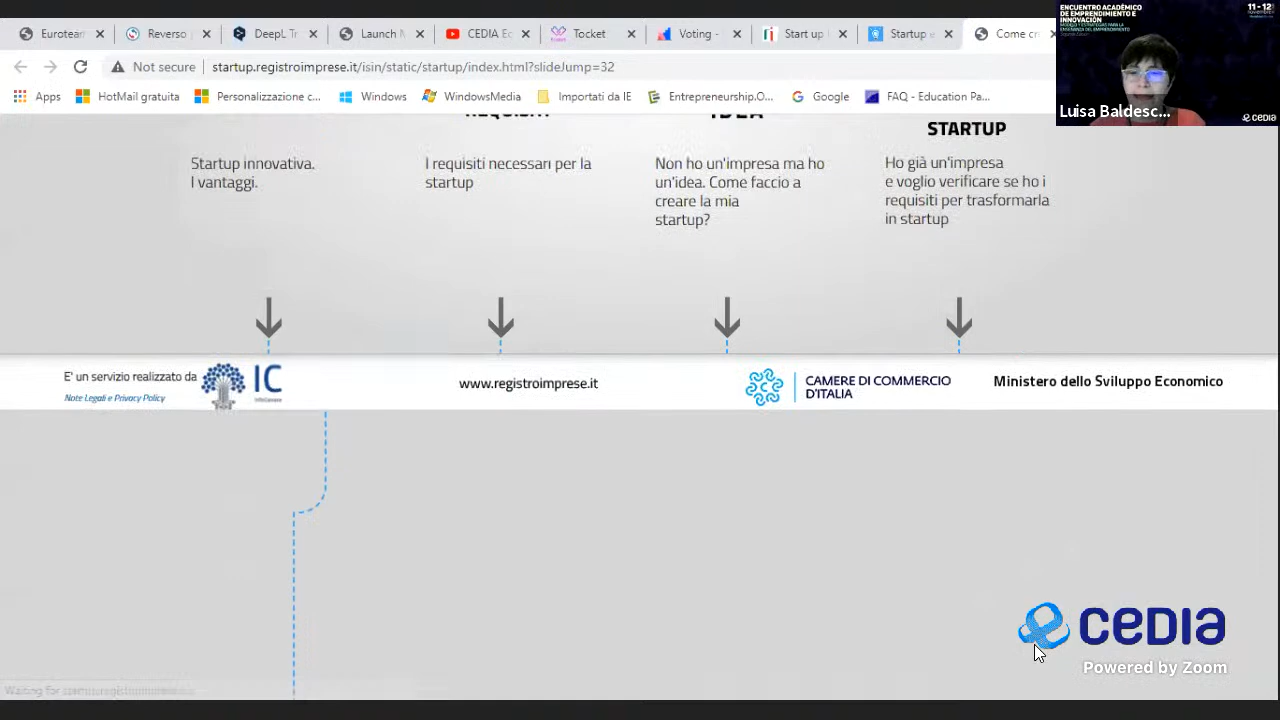 Euroteam
Reverso
DeepL Tr
Launch
CEDIA Ec
Tocket
Voting -
Start up
Startup e
Come cr
Not secure
startup.registroimprese.it/isin/static/startup/index.html?slideJump=32
Apps
HotMail gratuita
Personalizzazione c...
Windows
WindowsMedia
Importati da IE
Entrepreneurship.O...
Google
FAQ - Education Pa...
ENCUENTRO ACADÉMICO
DE EMPRENDIMIENTO E
INNOVACIÓN
11 - 12
Luisa Baldesc...
cedia
REQUISITI
IDEA
STARTUP
Startup innovativa.
I vantaggi.
I requisiti necessari per la
startup
Non ho un'impresa ma ho
un'idea. Come faccio a
creare la mia
startup?
Ho già un'impresa
e voglio verificare se ho i
requisiti per trasformarla
in startup
E' un servizio realizzato da
Note Legali e Privacy Policy
IC
InfoCamere
www.registroimprese.it
CAMERE DI COMMERCIO
D'ITALIA
Ministero dello Sviluppo Economico
cedia
Powered by Zoom